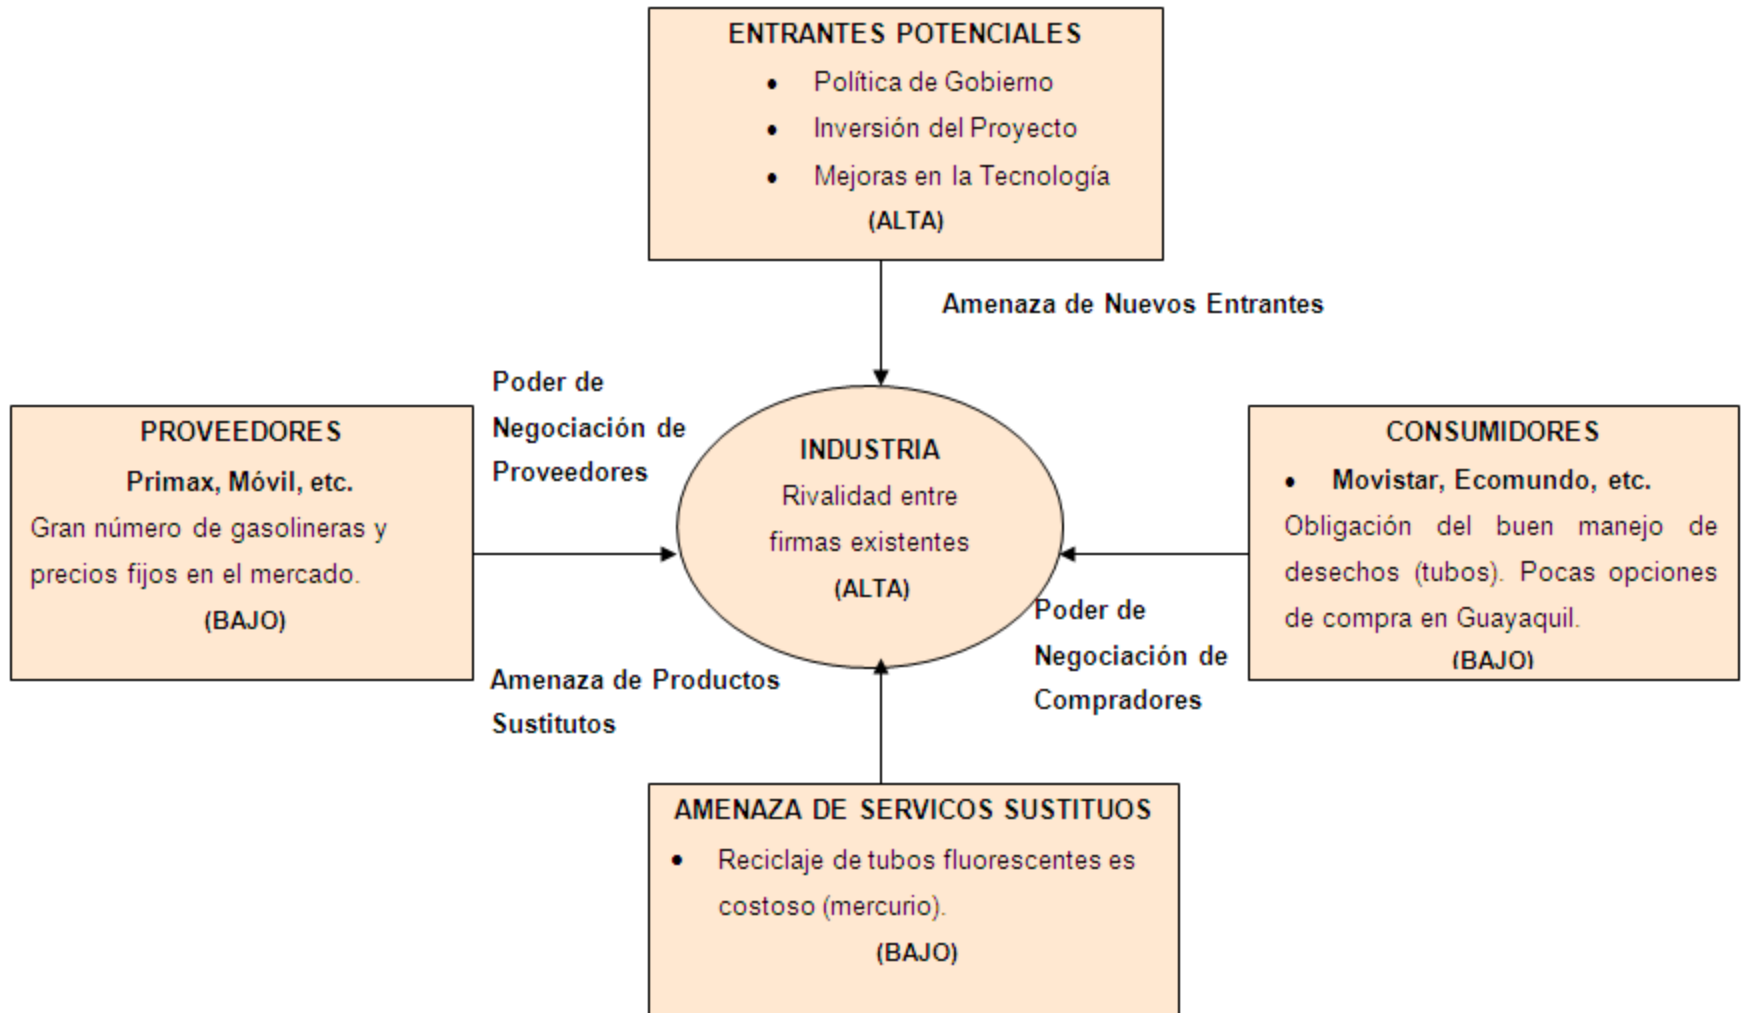 ENTRANTES POTENCIALES
• Política de Gobierno
• Inversión del Proyecto
• Mejoras en la Tecnología
(ALTA)
Amenaza de Nuevos Entrantes
Poder de
Negociación de
Proveedores
PROVEEDORES
Primax, Móvil, etc.
Gran número de gasolineras y
precios fijos en el mercado.
(BAJO)
INDUSTRIA
Rivalidad entre
firmas existentes
(ALTA)
CONSUMIDORES
• Movistar, Ecomundo, etc.
Obligación del buen manejo de
desechos (tubos). Pocas opciones
de compra en Guayaquil.
(BAJO)
Poder de
Negociación de
Compradores
Amenaza de Productos
Sustitutos
AMENAZA DE SERVICOS SUSTITUOS
• Reciclaje de tubos fluorescentes es
costoso (mercurio).
(BAJO)